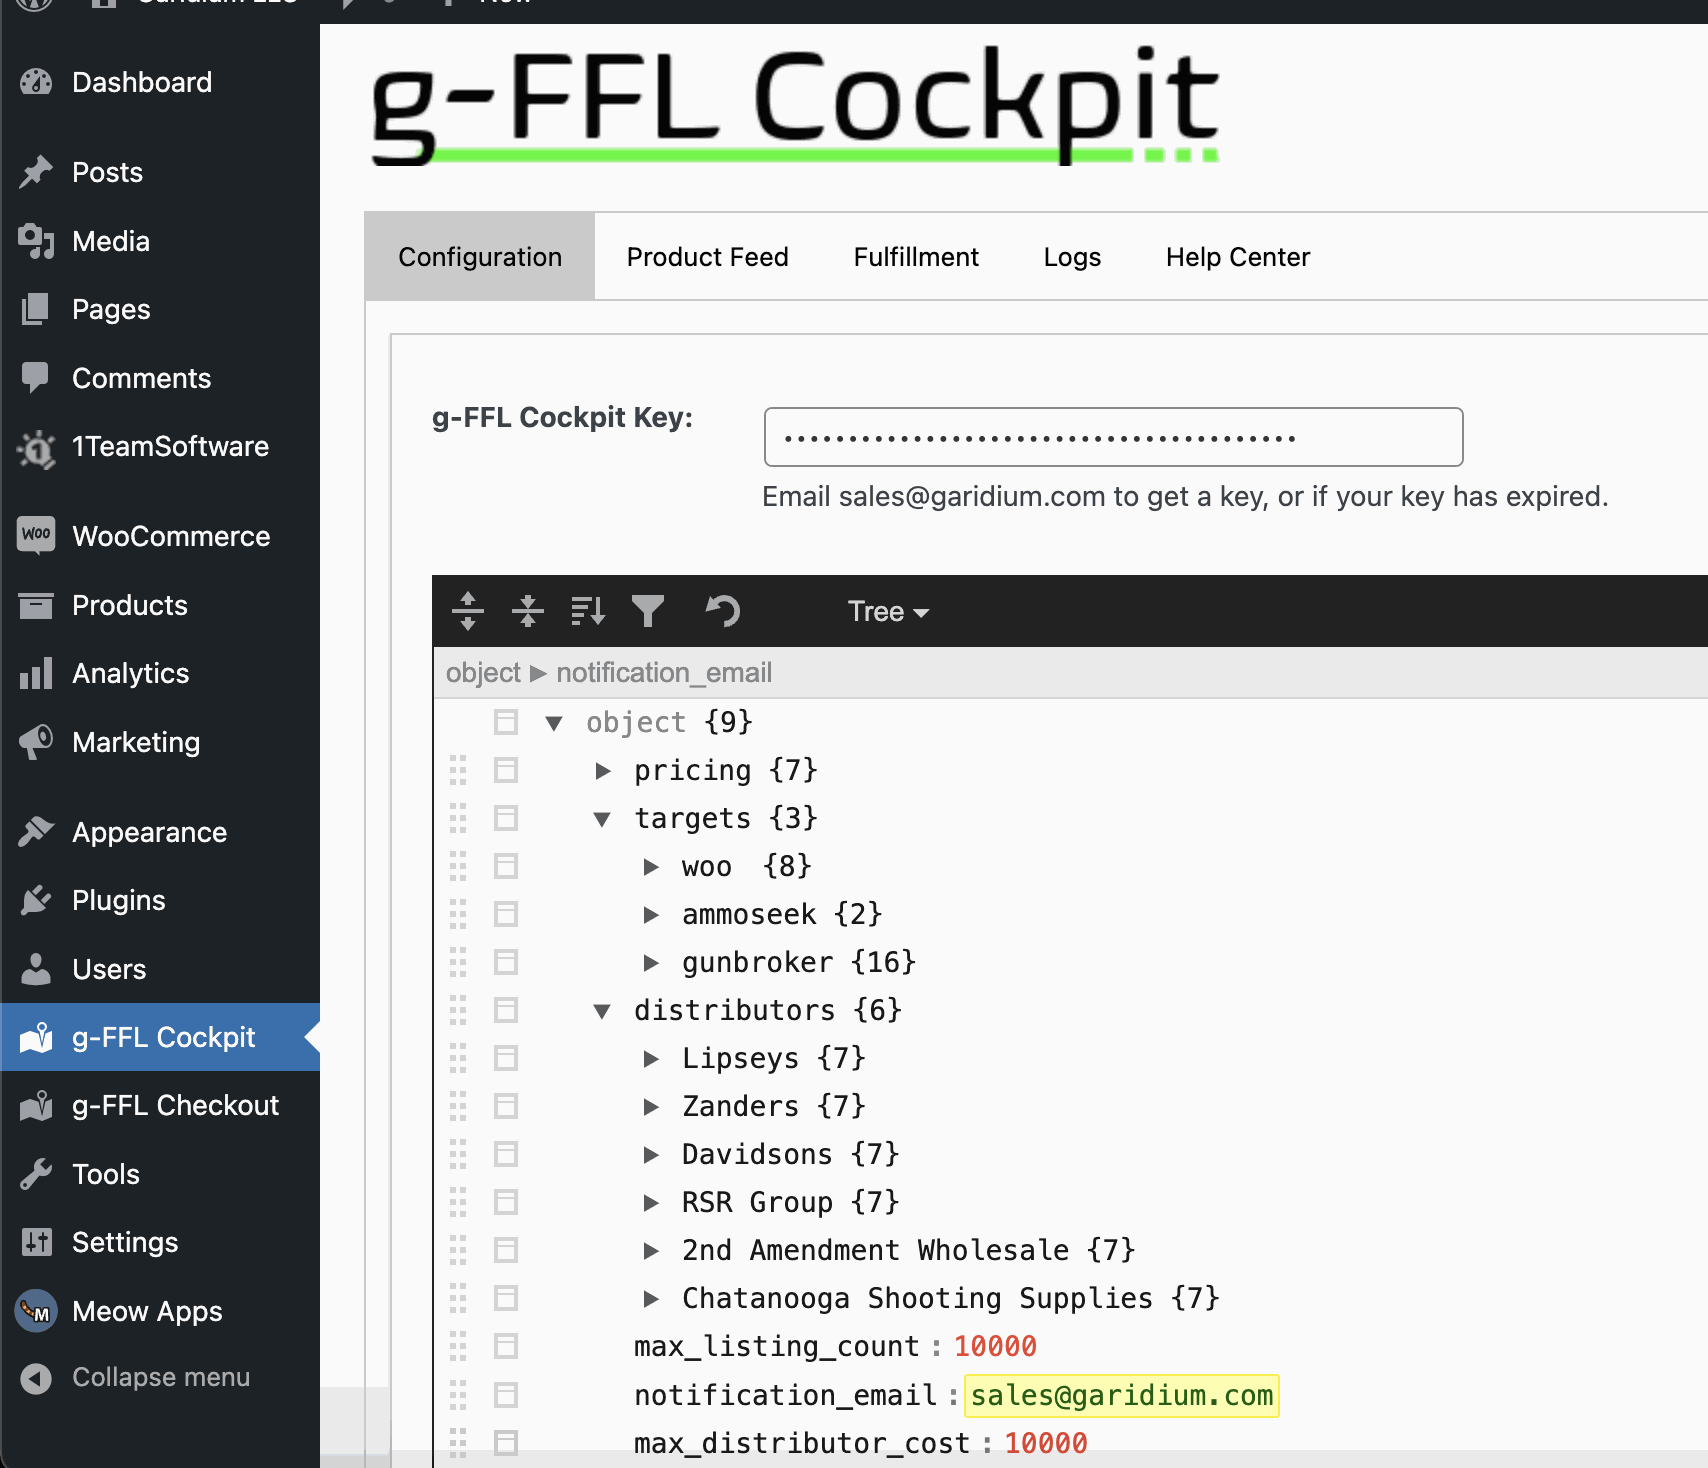 Dashboard
Posts
Media
Pages
Comments
1TeamSoftware
Woo
WooCommerce
Products
Analytics
Marketing
Appearance
Plugins
Users
g-FFL Cockpit
g-FFL Checkout
Tools
Settings
M
Meow Apps
Collapse menu
g-FFL Cockpit
Configuration Product Feed Fulfillment Logs Help Center
g-FFL Cockpit Key:
Email sales@garidium.com to get a key, or if your key has expired.
Tree
object ▶ notification_email
object {9}
pricing {7}
targets {3}
woo {8}
ammoseek {2}
gunbroker {16}
distributors {6}
Lipseys {7}
Zanders {7}
Davidsons {7}
RSR Group {7}
2nd Amendment Wholesale {7}
Chatanooga Shooting Supplies {7}
max_listing_count : 10000
notification_email : sales@garidium.com
max_distributor_cost : 10000